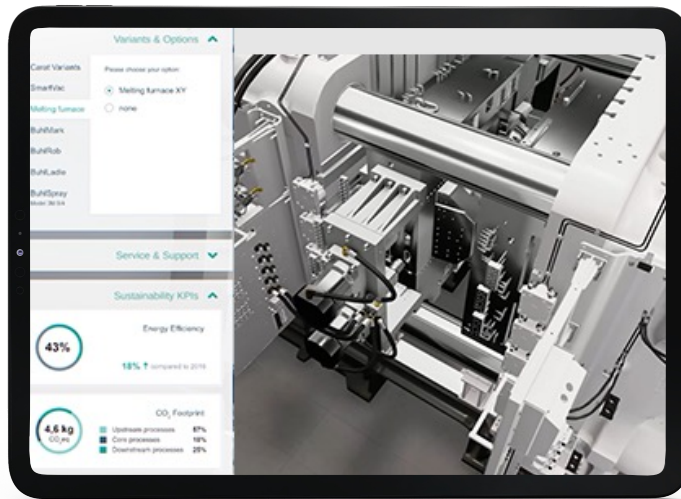 Variants & Options
Carat Variants
SmartVac
Melting furnace
BuhlMark
BuhlRob
BuhlLadle
BuhlSpray
Please choose your option:
Melting furnace XY
none
Service & Support
Sustainability KPIs
43%
Energy Efficiency
18% ↑ compared to 2019
4,6 kg
CO₂eq
CO₂ Footprint
Upstream processes 57%
Core processes 18%
Downstream processes 25%